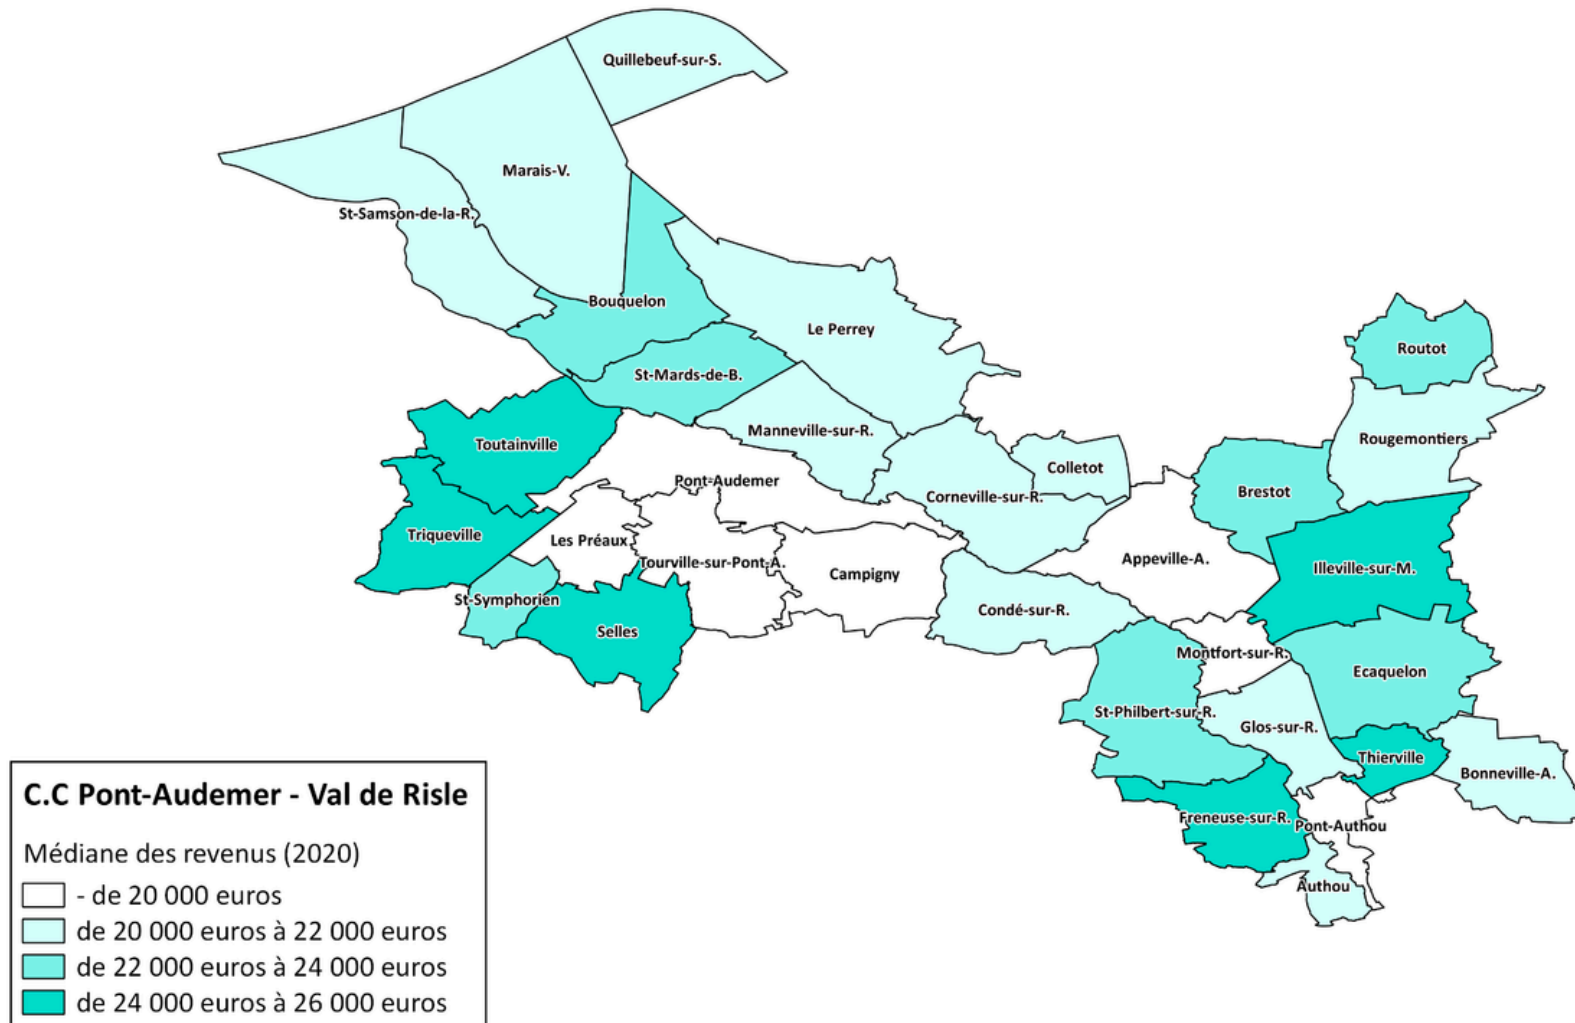 Quillebeuf-sur-S.
Marais-V.
St-Samson-de-la-R.
Bouquelon
Le Perrey
Routot
St-Mards-de-B.
Manneville-sur-R.
Rougemontiers
Toutainville
Colletot
Pont-Audemer
Brestot
Corneville-sur-R.
Triqueville
Les Préaux
Tourville-sur-Pont-A.
Appeville-A.
Illeville-sur-M.
Campigny
St-Symphorien
Condé-sur-R.
Selles
Montfort-sur-R.
Ecaquelon
St-Philbert-sur-R.
Glos-sur-R.
Thierville
Bonneville-A.
Freneuse-sur-R.
Pont-Authou
Authou
C.C Pont-Audemer - Val de Risle
Médiane des revenus (2020)
- de 20 000 euros
de 20 000 euros à 22 000 euros
de 22 000 euros à 24 000 euros
de 24 000 euros à 26 000 euros